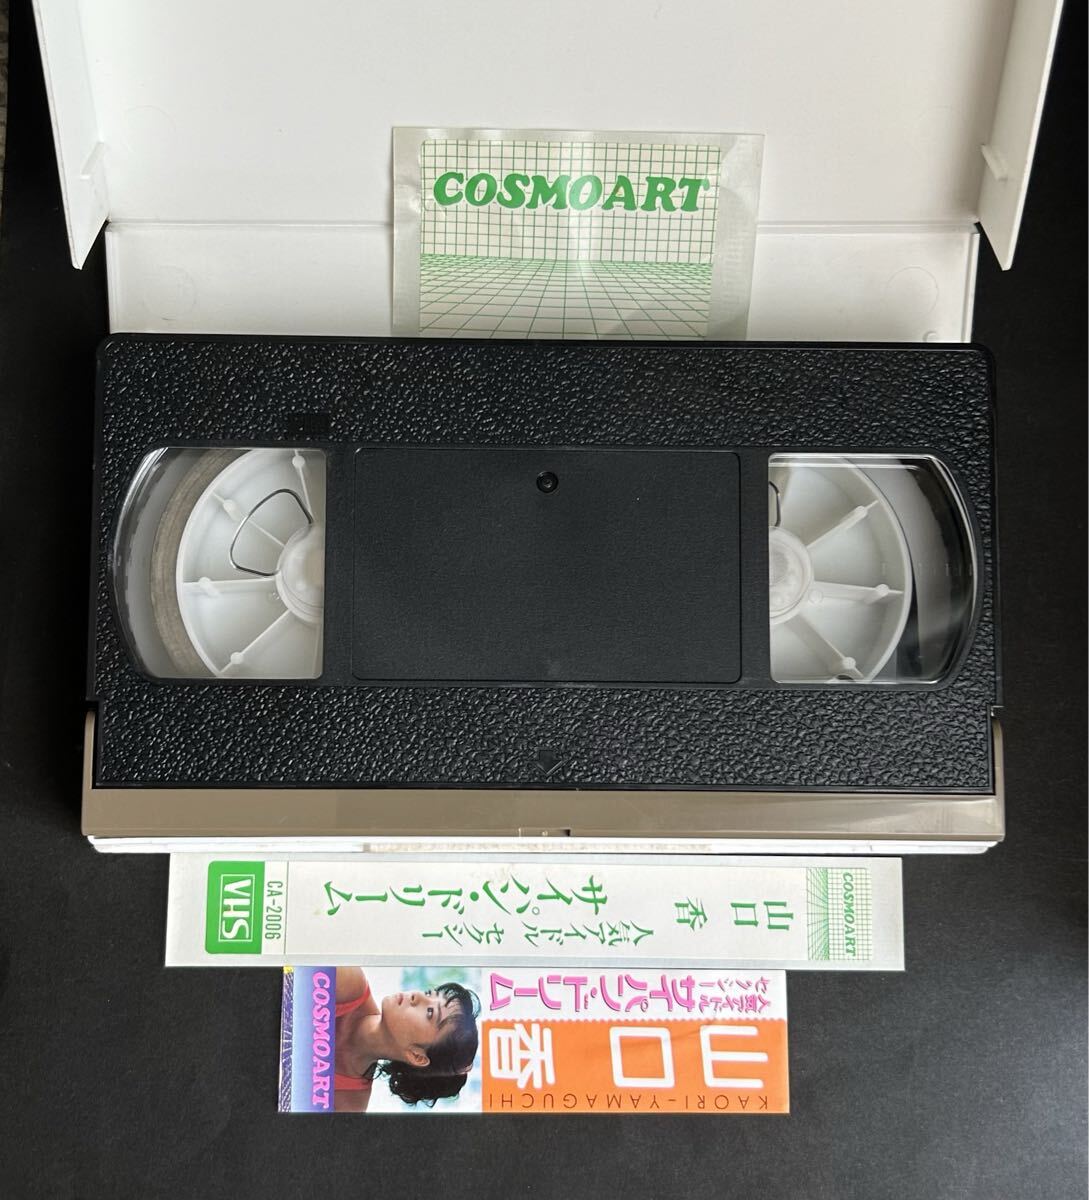 COSMOART
COSMOART
山口 香
人気アイドル セクシー
サイパン・ドリーム
CA-2006
VHS
人気アイドル
セクシー
サイパン・ドリーム
山口香
KAORI-YAMAGUCHI
COSMOART